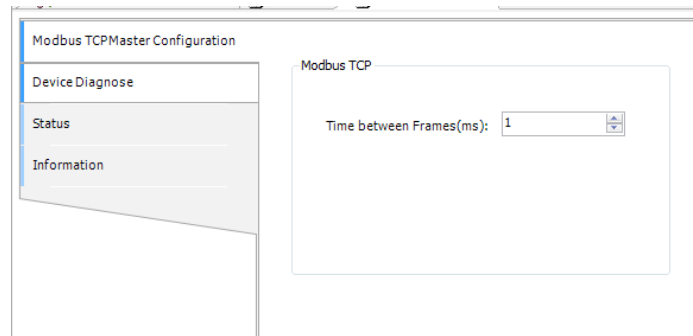 Modbus TCPMaster Configuration
Device Diagnose
Status
Information
Modbus TCP
Time between Frames(ms): 1